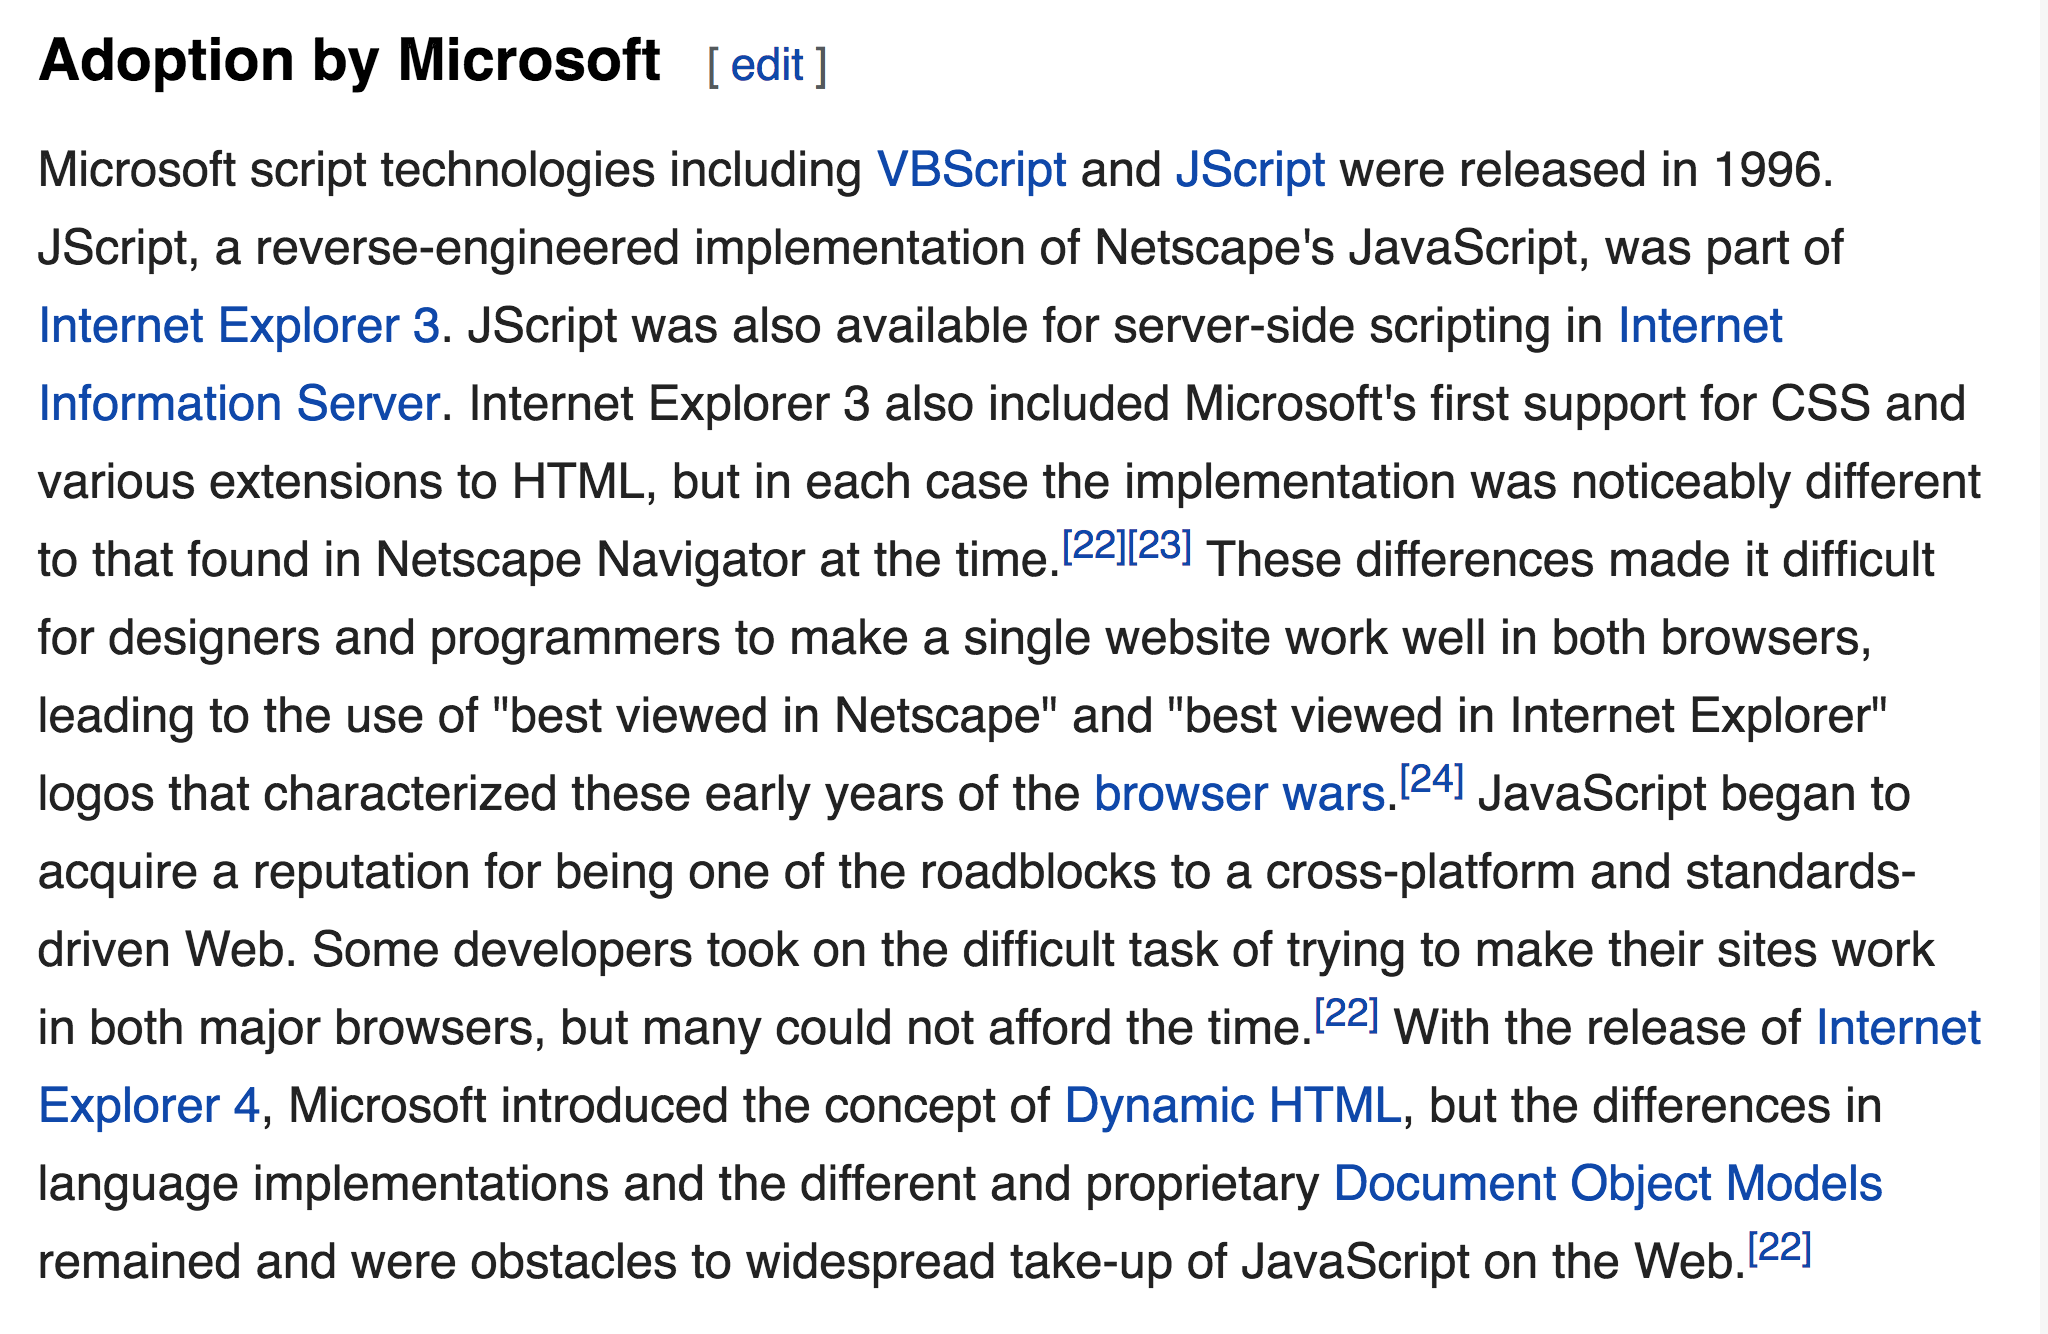 Adoption by Microsoft [ edit ]
Microsoft script technologies including VBScript and JScript were released in 1996.
JScript, a reverse-engineered implementation of Netscape's JavaScript, was part of
Internet Explorer 3. JScript was also available for server-side scripting in Internet
Information Server. Internet Explorer 3 also included Microsoft's first support for CSS and
various extensions to HTML, but in each case the implementation was noticeably different
to that found in Netscape Navigator at the time.[22][23] These differences made it difficult
for designers and programmers to make a single website work well in both browsers,
leading to the use of "best viewed in Netscape" and "best viewed in Internet Explorer"
logos that characterized these early years of the browser wars.[24] JavaScript began to
acquire a reputation for being one of the roadblocks to a cross-platform and standards-
driven Web. Some developers took on the difficult task of trying to make their sites work
in both major browsers, but many could not afford the time.[22] With the release of Internet
Explorer 4, Microsoft introduced the concept of Dynamic HTML, but the differences in
language implementations and the different and proprietary Document Object Models
remained and were obstacles to widespread take-up of JavaScript on the Web.[22]